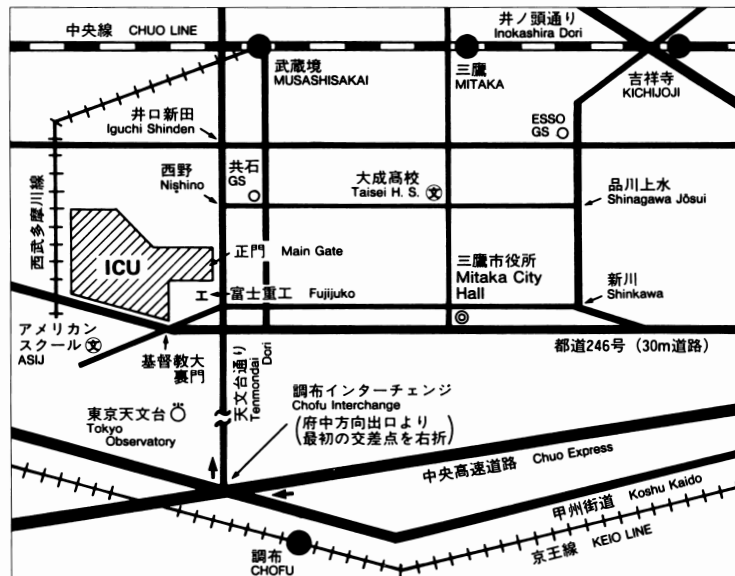 中央線 CHUO LINE
井ノ頭通り
Inokashira Dori
武蔵境
MUSASHISAKAI
三鷹
MITAKA
吉祥寺
KICHIJOJI
井口新田
Iguchi Shinden
ESSO
GS
西武多摩川線
西野
Nishino
共石
GS
大成高校
Taisei H. S. 文
品川上水
Shinagawa Jōsui
ICU
正門 Main Gate
三鷹市役所
Mitaka City
Hall
工 富士重工 Fujijuko
新川
Shinkawa
アメリカン
スクール 文
ASIJ
基督教大
裏門
天文台通り
Tenmondai
Dori
都道246号(30m道路)
東京天文台
Tokyo
Observatory
調布インターチェンジ
Chofu Interchange
(府中方向出口より
最初の交差点を右折)
中央高速道路 Chuo Express
甲州街道 Koshu Kaido
京王線 KEIO LINE
調布
CHOFU